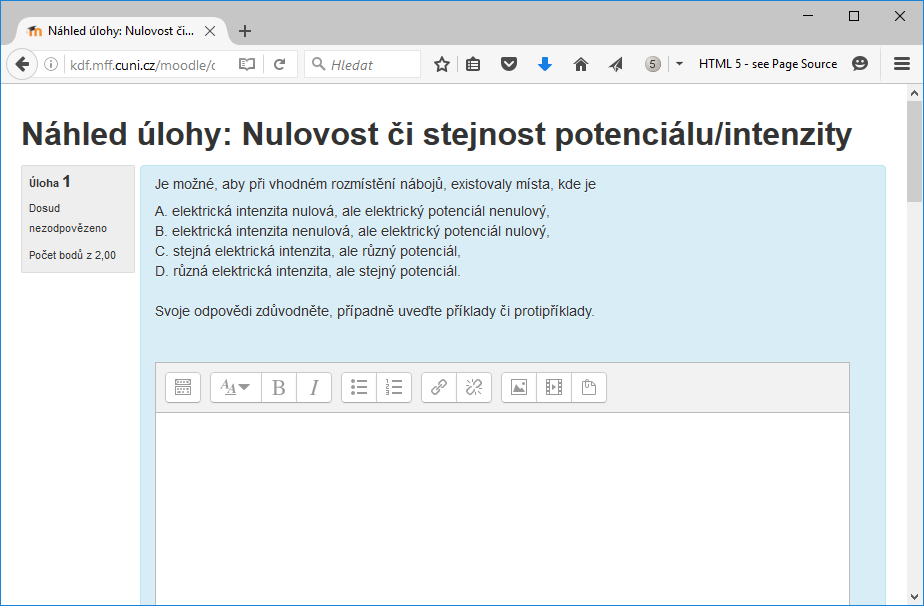 Náhled úlohy: Nulovost či...
kdf.mff.cuni.cz/moodle/
Hledat
5
HTML 5 - see Page Source
Náhled úlohy: Nulovost či stejnost potenciálu/intenzity
Úloha 1
Dosud
nezodpovězeno
Počet bodů z 2,00
Je možné, aby při vhodném rozmístění nábojů, existovaly místa, kde je
A. elektrická intenzita nulová, ale elektrický potenciál nenulový,
B. elektrická intenzita nenulová, ale elektrický potenciál nulový,
C. stejná elektrická intenzita, ale různý potenciál,
D. různá elektrická intenzita, ale stejný potenciál.
Svoje odpovědi zdůvodněte, případně uveďte příklady či protipříklady.